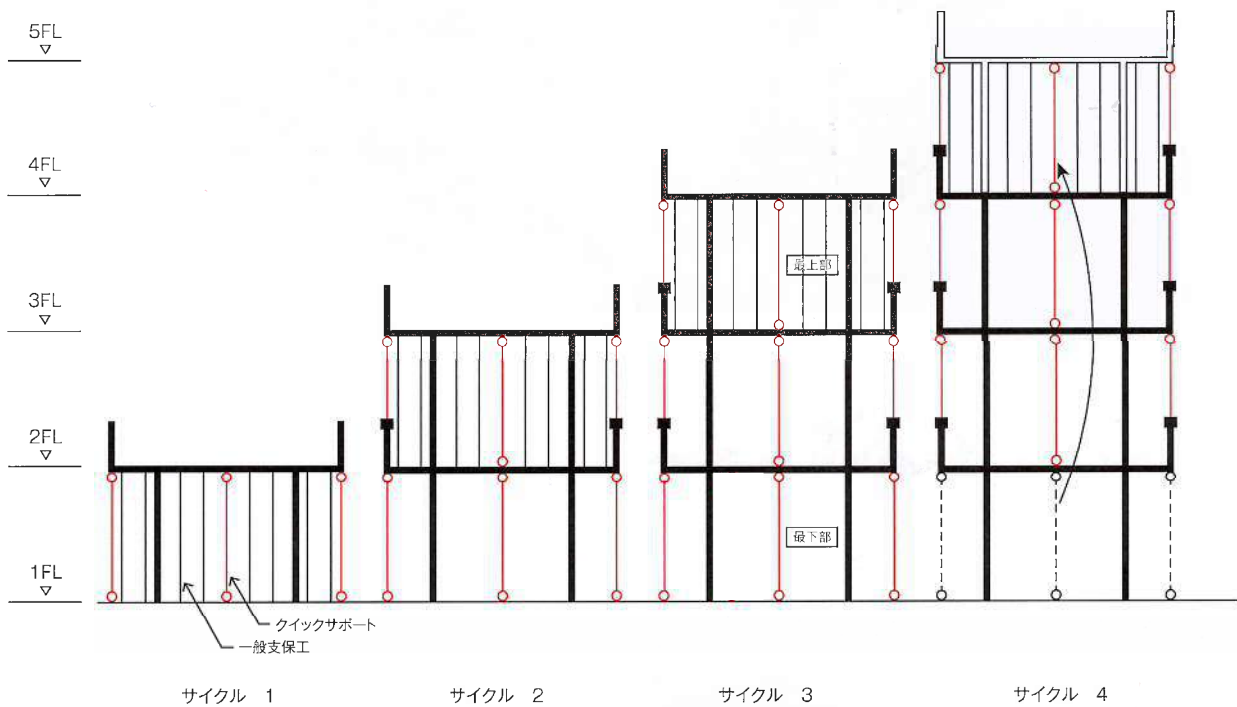 5FL
4FL
3FL
2FL
1FL
最上部
最下部
クイックサポート
一般支保工
サイクル 1
サイクル 2
サイクル 3
サイクル 4